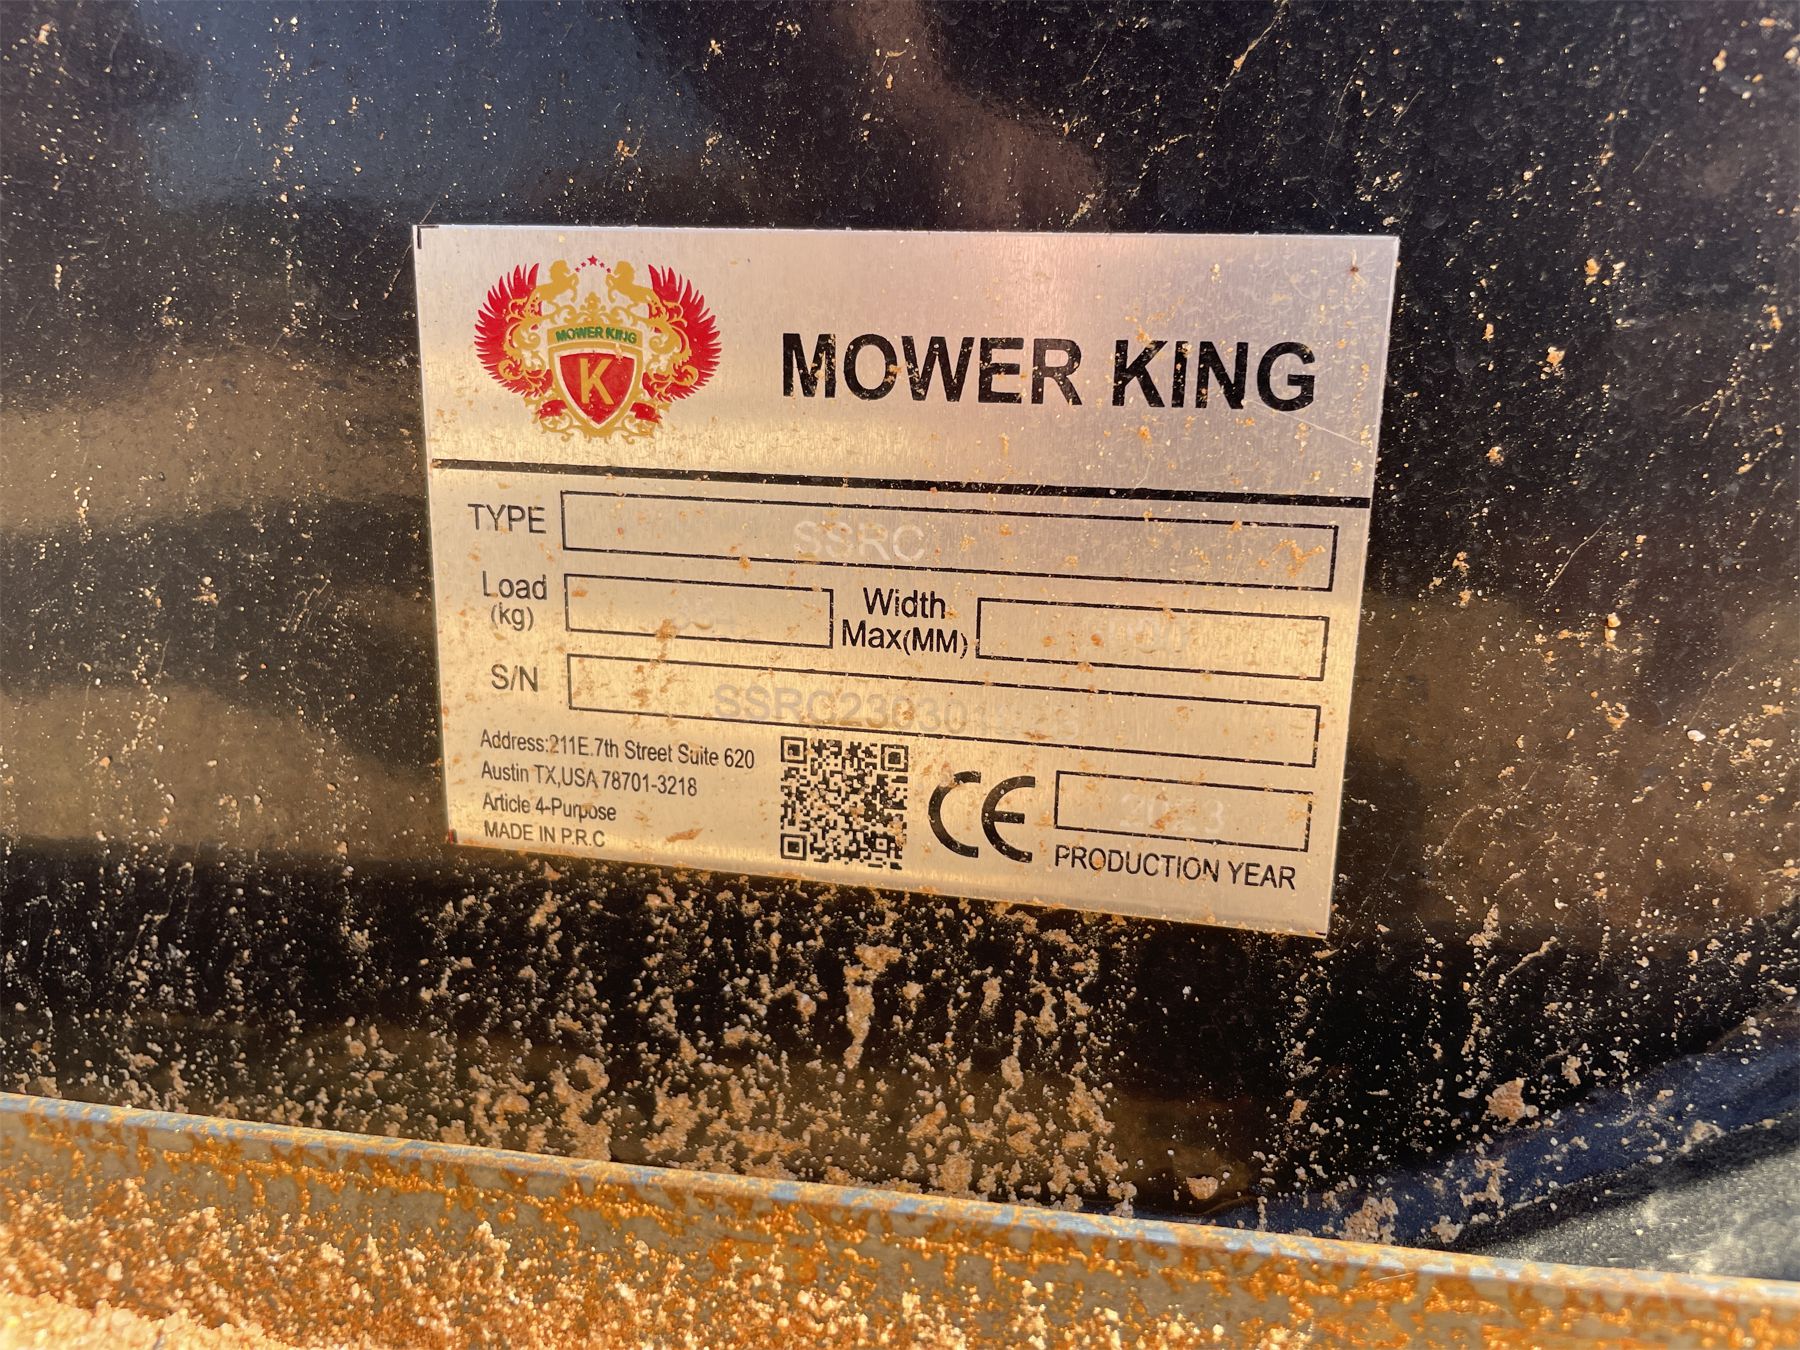 MOWER KING
K
MOWER KING
TYPE SSRC
Load
(kg)
Width
Max(MM)
S/N
Address:211E.7th Street Suite 620
Austin TX,USA 78701-3218
Article 4-Purpose
MADE IN P.R.C
CE
2023
PRODUCTION YEAR